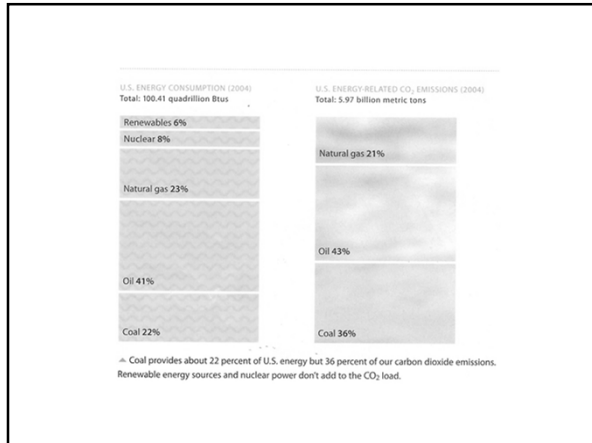 U.S. ENERGY CONSUMPTION (2004)
Total: 100.41 quadrillion Btus
Renewables 6%
Nuclear 8%
Natural gas 23%
Oil 41%
Coal 22%
U.S. ENERGY-RELATED CO₂ EMISSIONS (2004)
Total: 5.97 billion metric tons
Natural gas 21%
Oil 43%
Coal 36%
Coal provides about 22 percent of U.S. energy but 36 percent of our carbon dioxide emissions.
Renewable energy sources and nuclear power don't add to the CO₂ load.